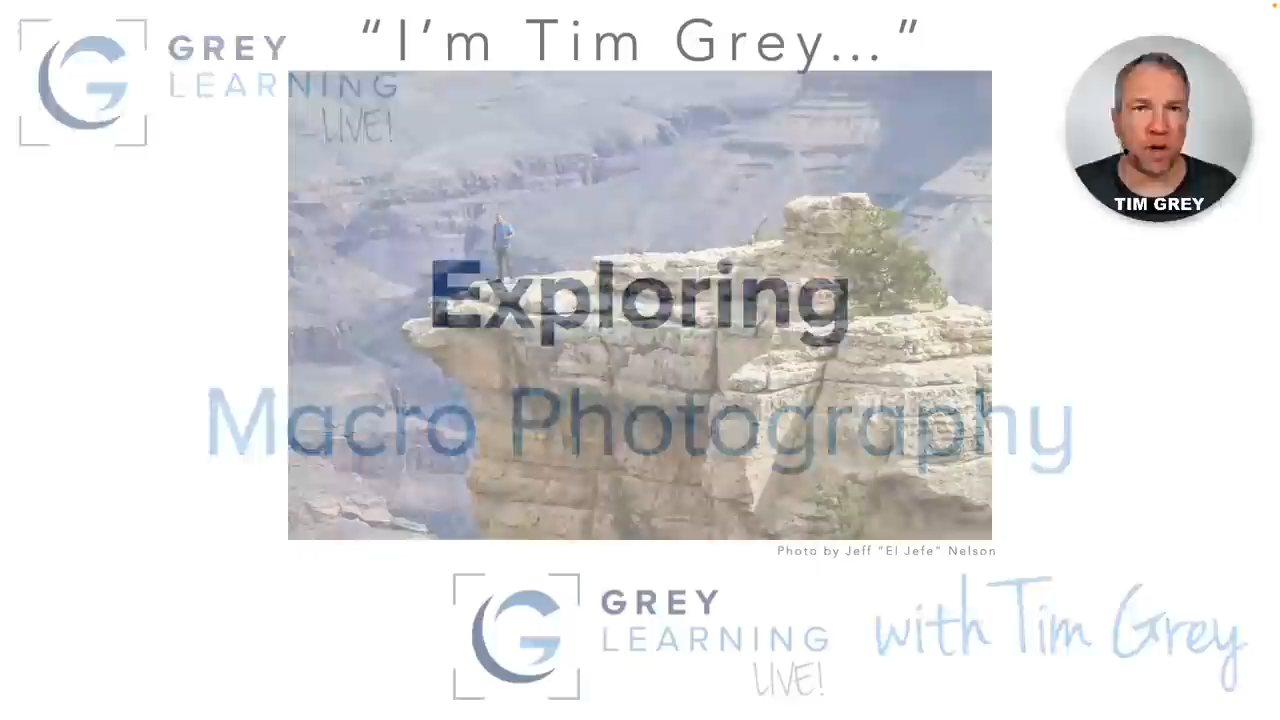 GREY
LEARNING
LIVE!
“I’m Tim Grey...”
TIM GREY
Exploring
Macro Photography
Photo by Jeff “El Jefe” Nelson
GREY
LEARNING
LIVE!
with Tim Grey